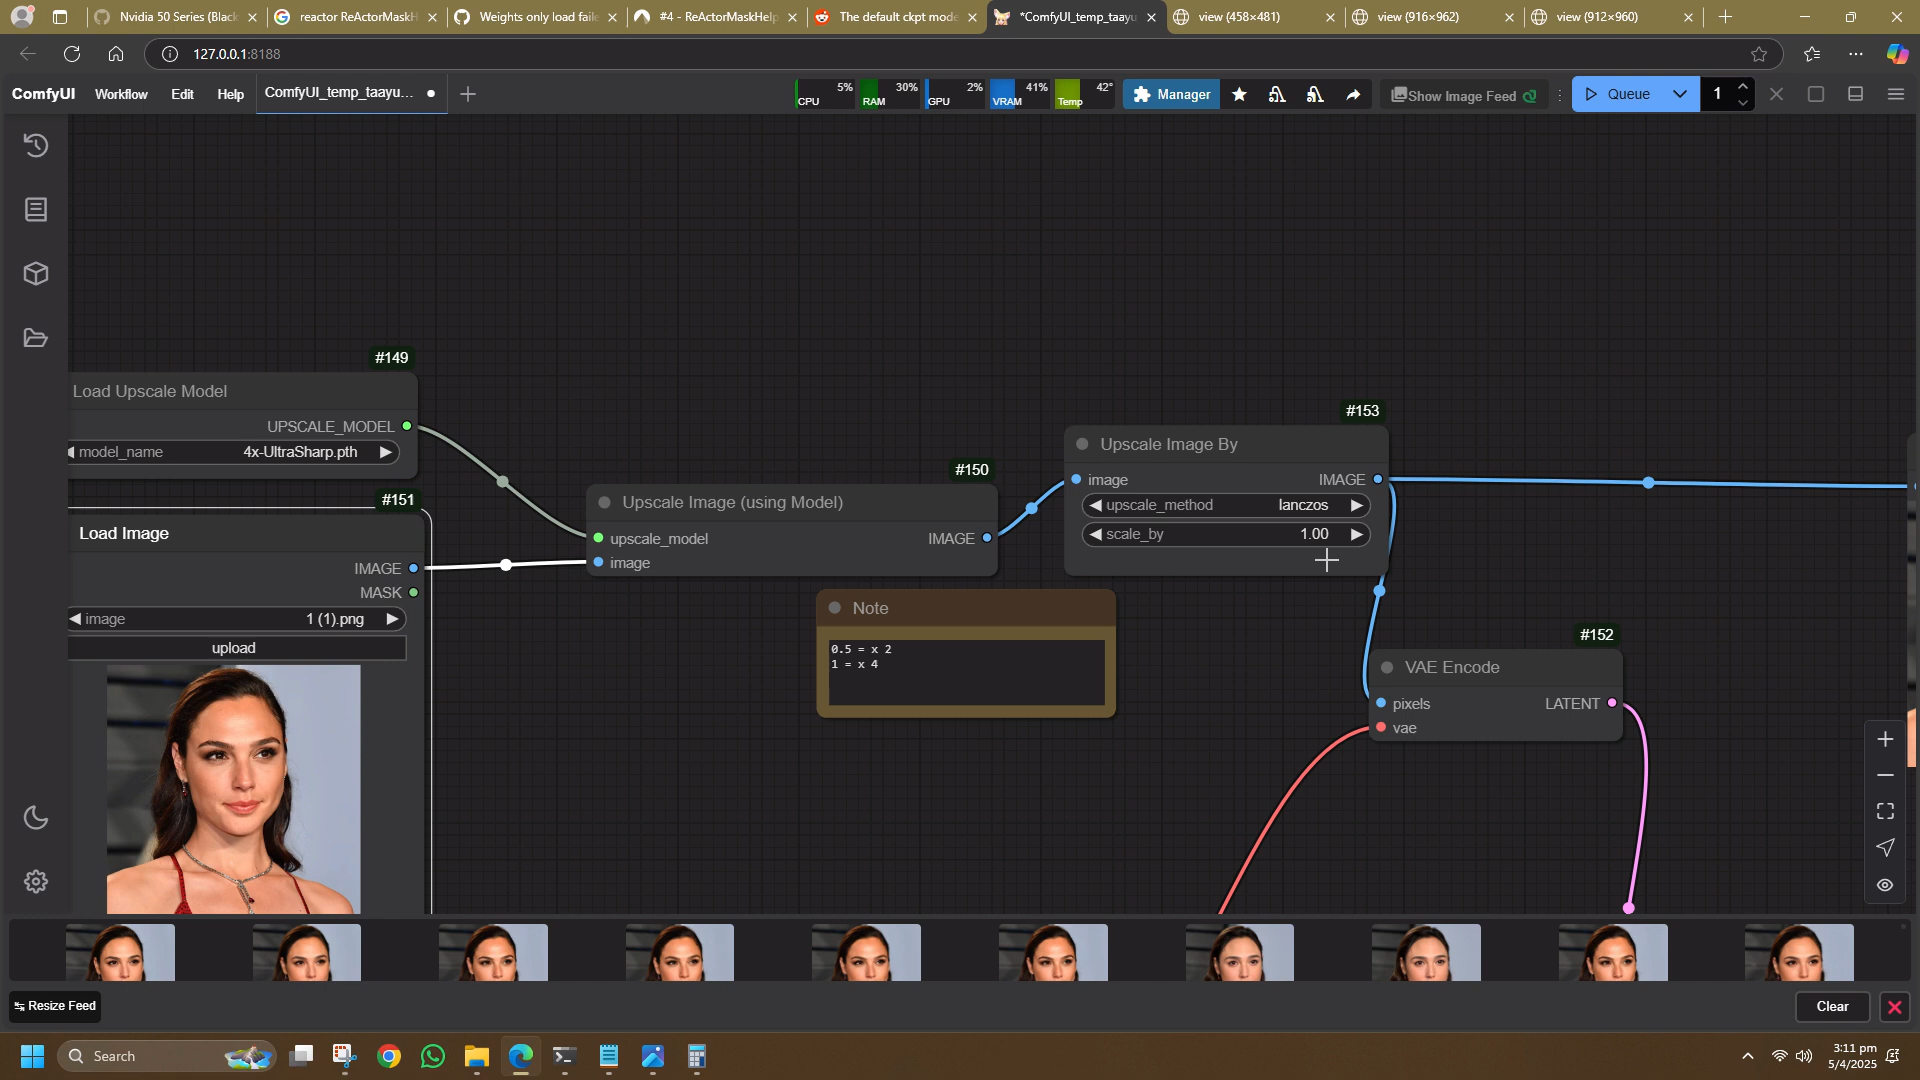 Nvidia 50 Series (Black
reactor ReActorMaskH
Weights only load faile
#4 - ReActorMaskHelp
The default ckpt mode
*ComfyUI_temp_taayu
view (458×481)
view (916×962)
view (912×960)
127.0.0.1:8188
ComfyUI
Workflow
Edit
Help
ComfyUI_temp_taayu...
CPU 5%
RAM 30%
GPU 2%
VRAM 41%
Temp 42°
Manager
Show Image Feed
Queue
1
#149
Load Upscale Model
UPSCALE_MODEL
model_name 4x-UltraSharp.pth
#151
Load Image
IMAGE
MASK
image 1 (1).png
upload
#150
Upscale Image (using Model)
upscale_model IMAGE
image
#153
Upscale Image By
image IMAGE
upscale_method lanczos
scale_by 1.00
Note
0.5 = x 2
1 = x 4
#152
VAE Encode
pixels LATENT
vae
Resize Feed
Clear
Search
3:11 pm
5/4/2025